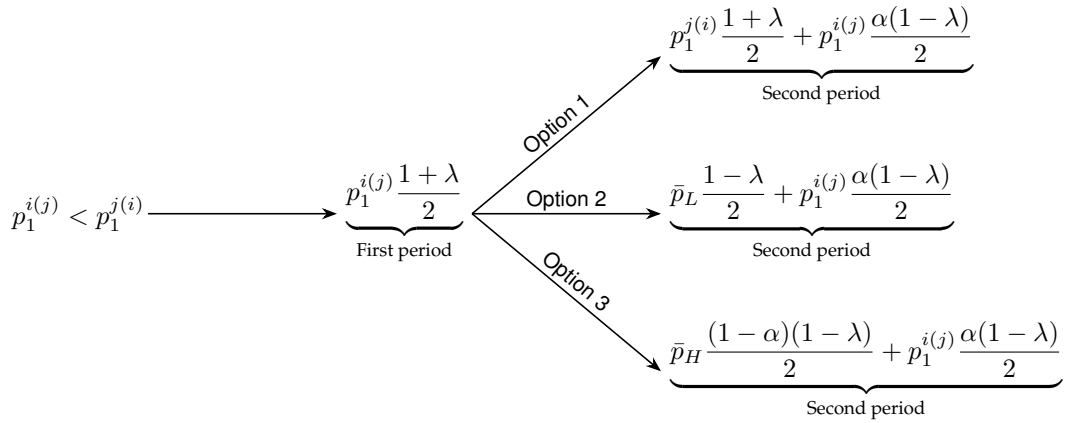 $p_1^{j(i)} \frac{1+\lambda}{2} + p_1^{i(j)} \frac{\alpha(1-\lambda)}{2}$
Second period
Option 1
$p_1^{i(j)} < p_1^{j(i)}$
$p_1^{i(j)} \frac{1+\lambda}{2}$
First period
Option 2
$\bar{p}_L \frac{1-\lambda}{2} + p_1^{i(j)} \frac{\alpha(1-\lambda)}{2}$
Second period
Option 3
$\bar{p}_H \frac{(1-\alpha)(1-\lambda)}{2} + p_1^{i(j)} \frac{\alpha(1-\lambda)}{2}$
Second period